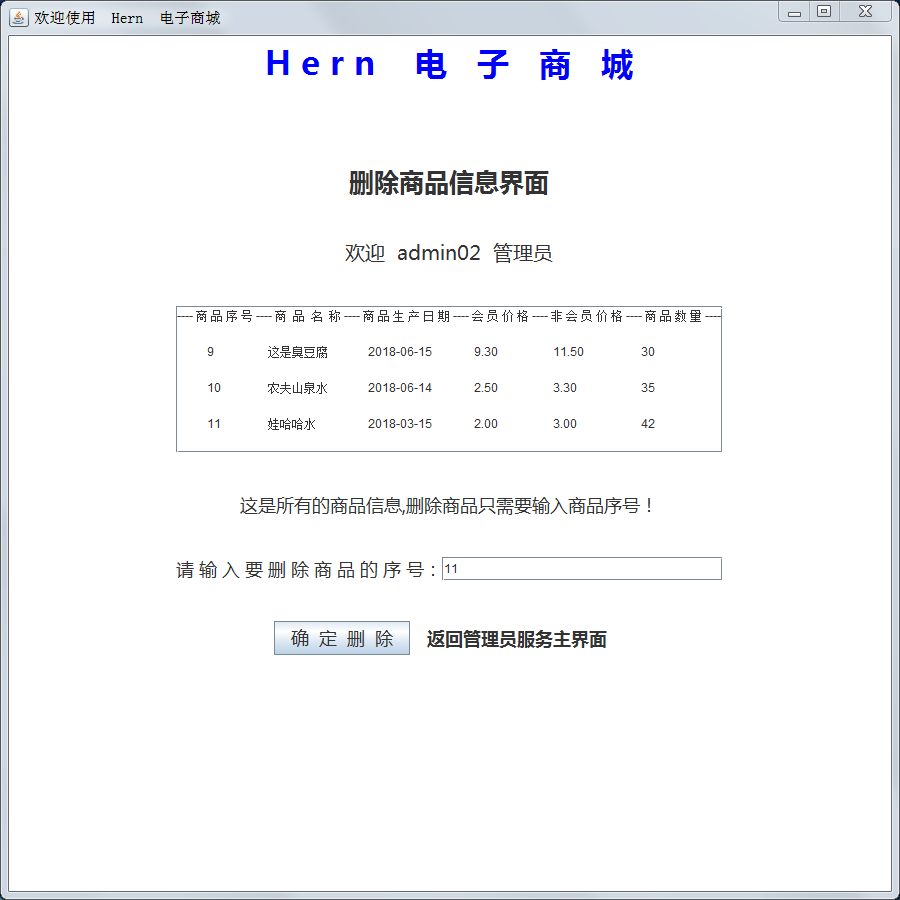 欢迎使用 Hern 电子商城
Hern 电子商城
删除商品信息界面
欢迎 admin02 管理员
----商品序号----商 品 名 称----商品生产日期----会员价格----非会员价格----商品数量----
9 这是臭豆腐 2018-06-15 9.30 11.50 30
10 农夫山泉水 2018-06-14 2.50 3.30 35
11 娃哈哈水 2018-03-15 2.00 3.00 42
这是所有的商品信息,删除商品只需要输入商品序号！
请输入要删除商品的序号：11
确 定 删 除 返回管理员服务主界面